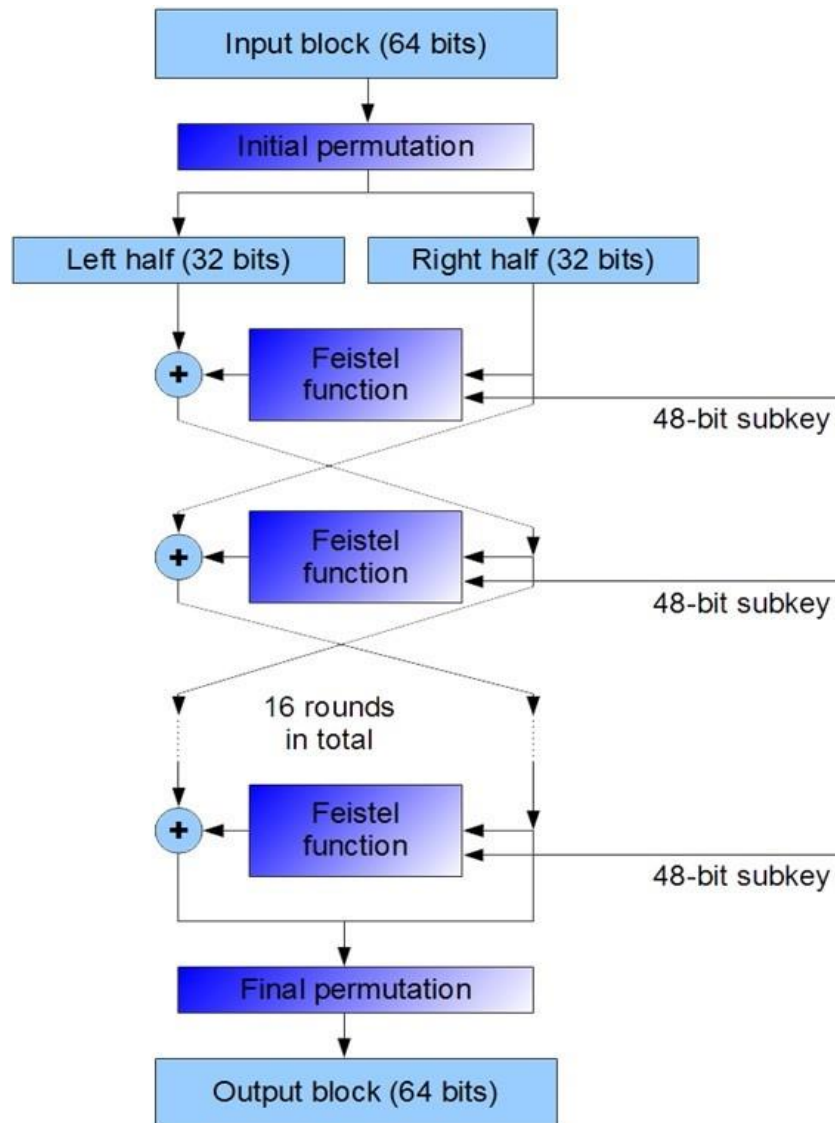 Input block (64 bits)
Initial permutation
Left half (32 bits)
Right half (32 bits)
+
Feistel
function
48-bit subkey
+
Feistel
function
48-bit subkey
16 rounds
in total
+
Feistel
function
48-bit subkey
Final permutation
Output block (64 bits)